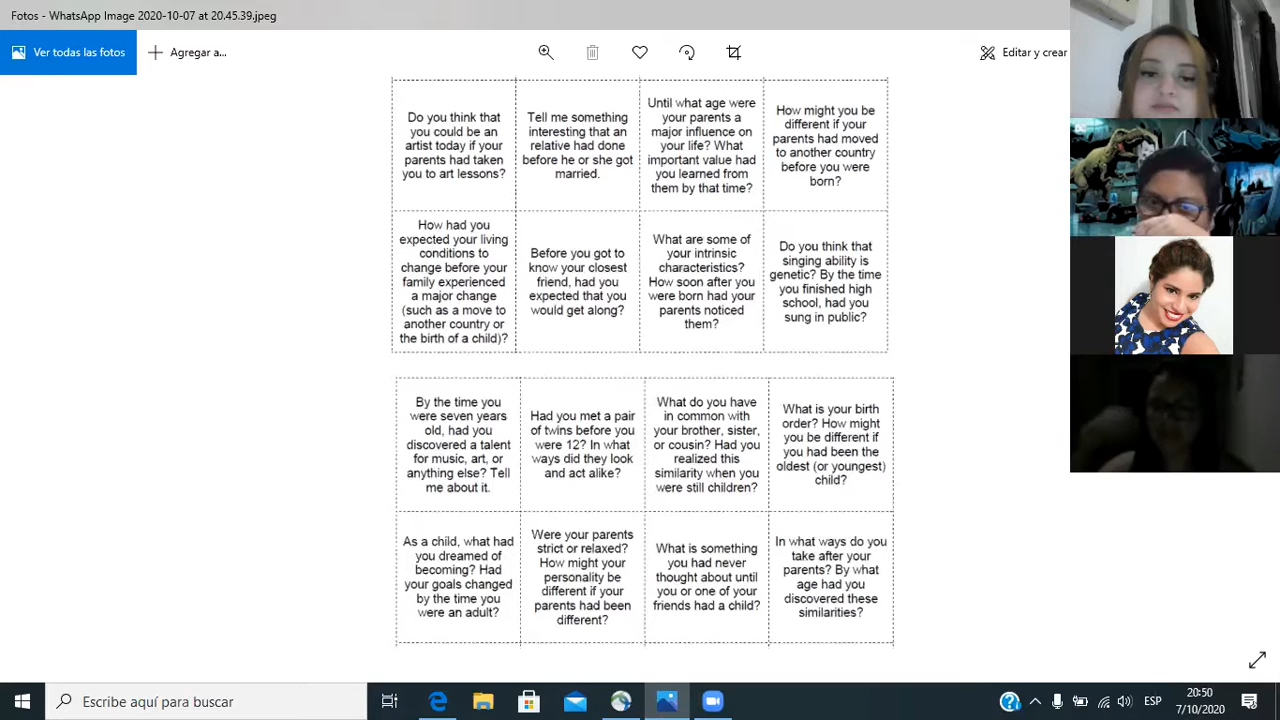 Fotos - WhatsApp Image 2020-10-07 at 20.45.39.jpeg
Ver todas las fotos
Agregar a...
Editar y crear
Do you think that
you could be an
artist today if your
parents had taken
you to art lessons?
Tell me something
interesting that an
relative had done
before he or she got
married.
Until what age were
your parents a
major influence on
your life? What
important value had
you learned from
them by that time?
How might you be
different if your
parents had moved
to another country
before you were
born?
How had you
expected your living
conditions to
change before your
family experienced
a major change
(such as a move to
another country or
the birth of a child)?
Before you got to
know your closest
friend, had you
expected that you
would get along?
What are some of
your intrinsic
characteristics?
How soon after you
were born had your
parents noticed
them?
Do you think that
singing ability is
genetic? By the time
you finished high
school, had you
sung in public?
By the time you
were seven years
old, had you
discovered a talent
for music, art, or
anything else? Tell
me about it.
Had you met a pair
of twins before you
were 12? In what
ways did they look
and act alike?
What do you have
in common with
your brother, sister,
or cousin? Had you
realized this
similarity when you
were still children?
What is your birth
order? How might
you be different if
you had been the
oldest (or youngest)
child?
As a child, what had
you dreamed of
becoming? Had
your goals changed
by the time you
were an adult?
Were your parents
strict or relaxed?
How might your
personality be
different if your
parents had been
different?
What is something
you had never
thought about until
you or one of your
friends had a child?
In what ways do you
take after your
parents? By what
age had you
discovered these
similarities?
Escribe aquí para buscar
ESP
20:50
7/10/2020